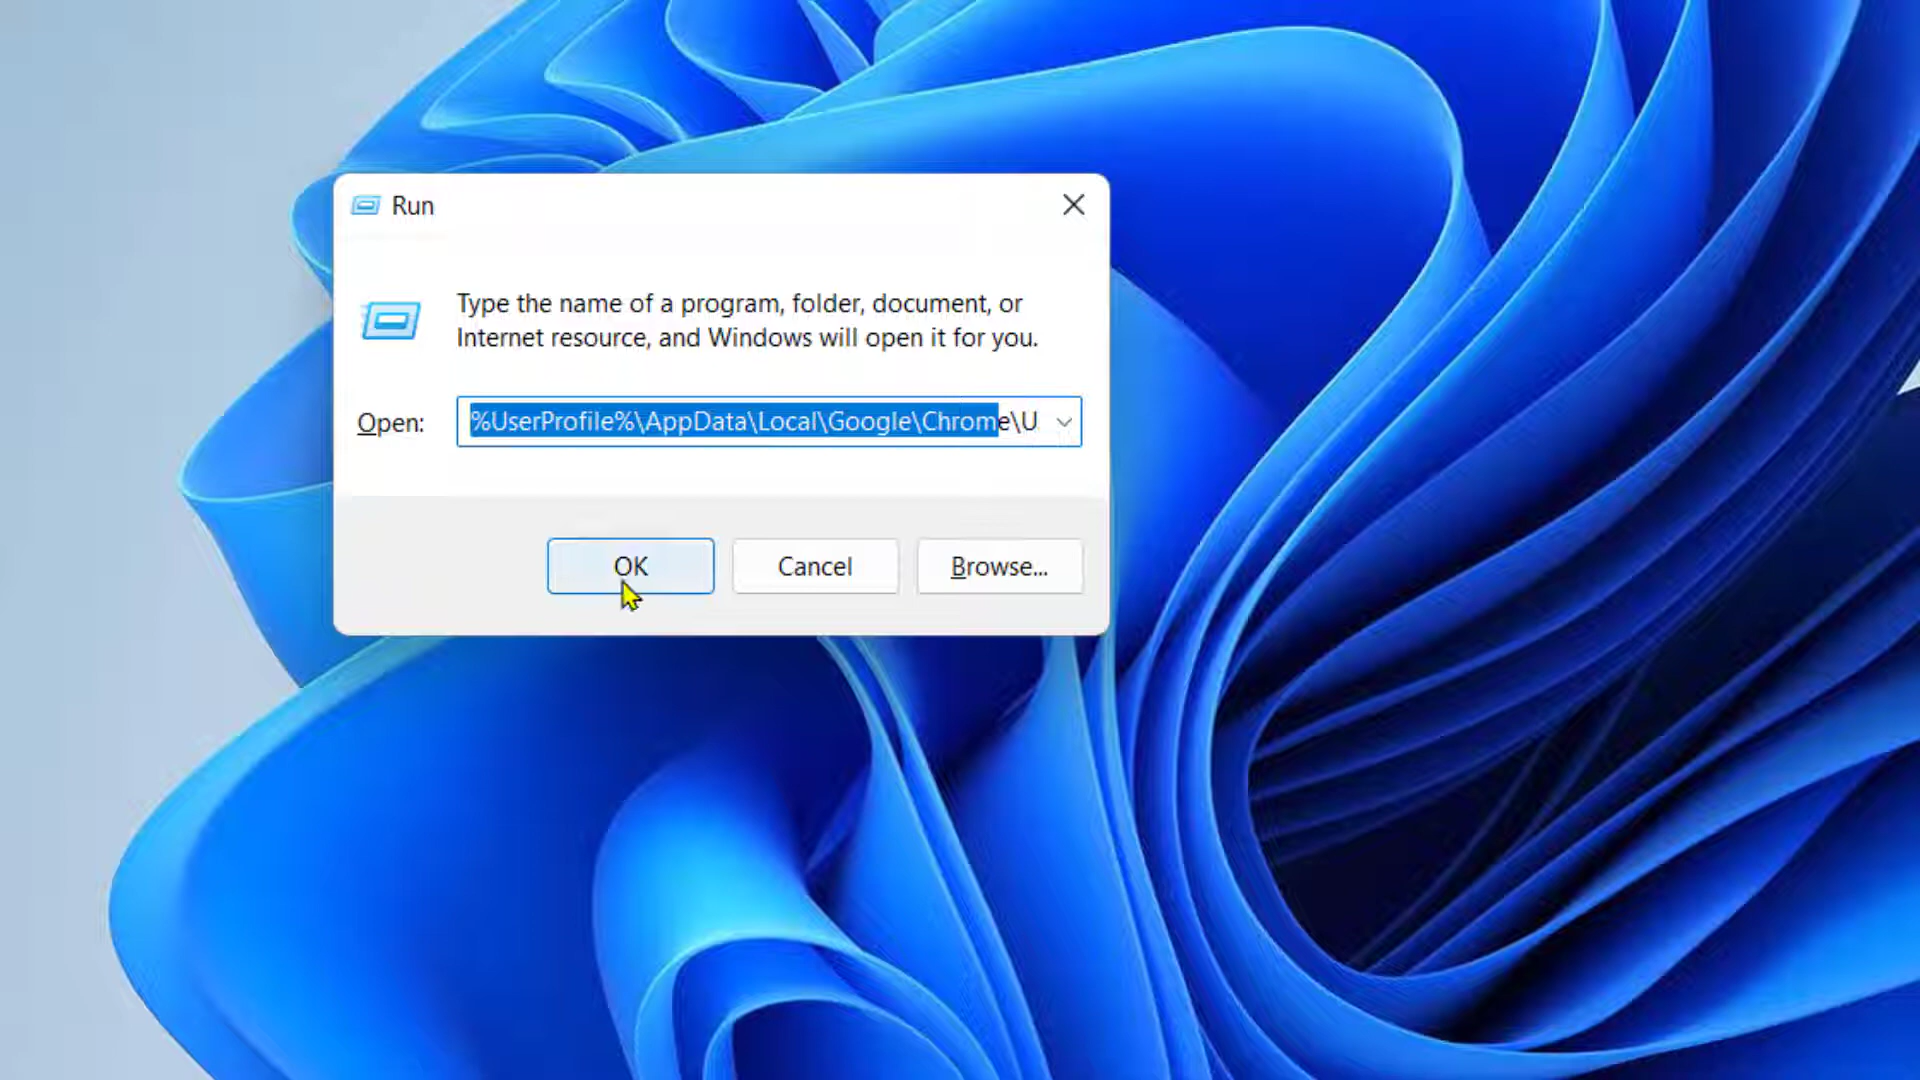 Run
Type the name of a program, folder, document, or
Internet resource, and Windows will open it for you.
Open:
%UserProfile%\AppData\Local\Google\Chrome\U
OK
Cancel
Browse...